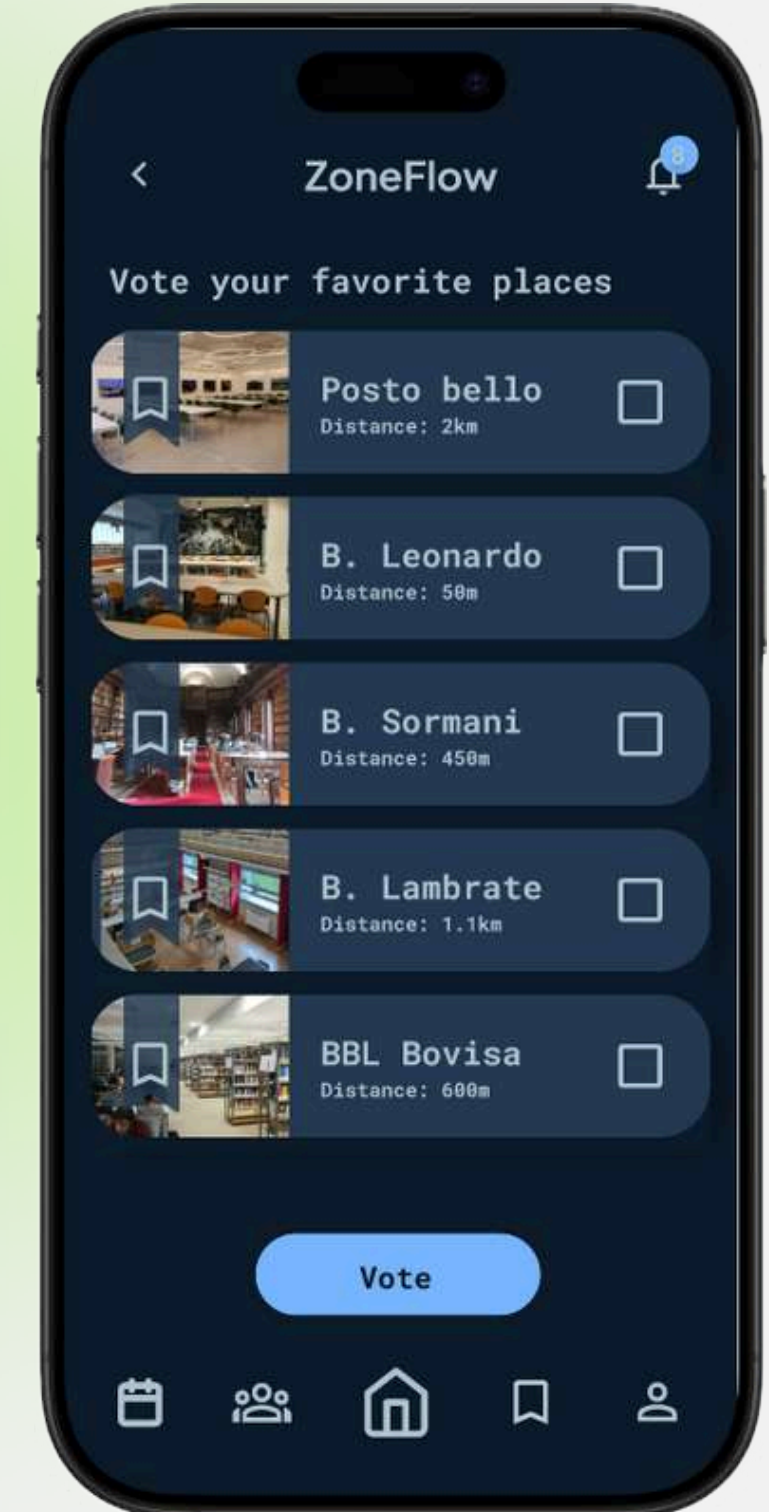 ZoneFlow
8
Vote your favorite places
Posto bello
Distance: 2km
B. Leonardo
Distance: 50m
B. Sormani
Distance: 450m
B. Lambrate
Distance: 1.1km
BBL Bovisa
Distance: 600m
Vote